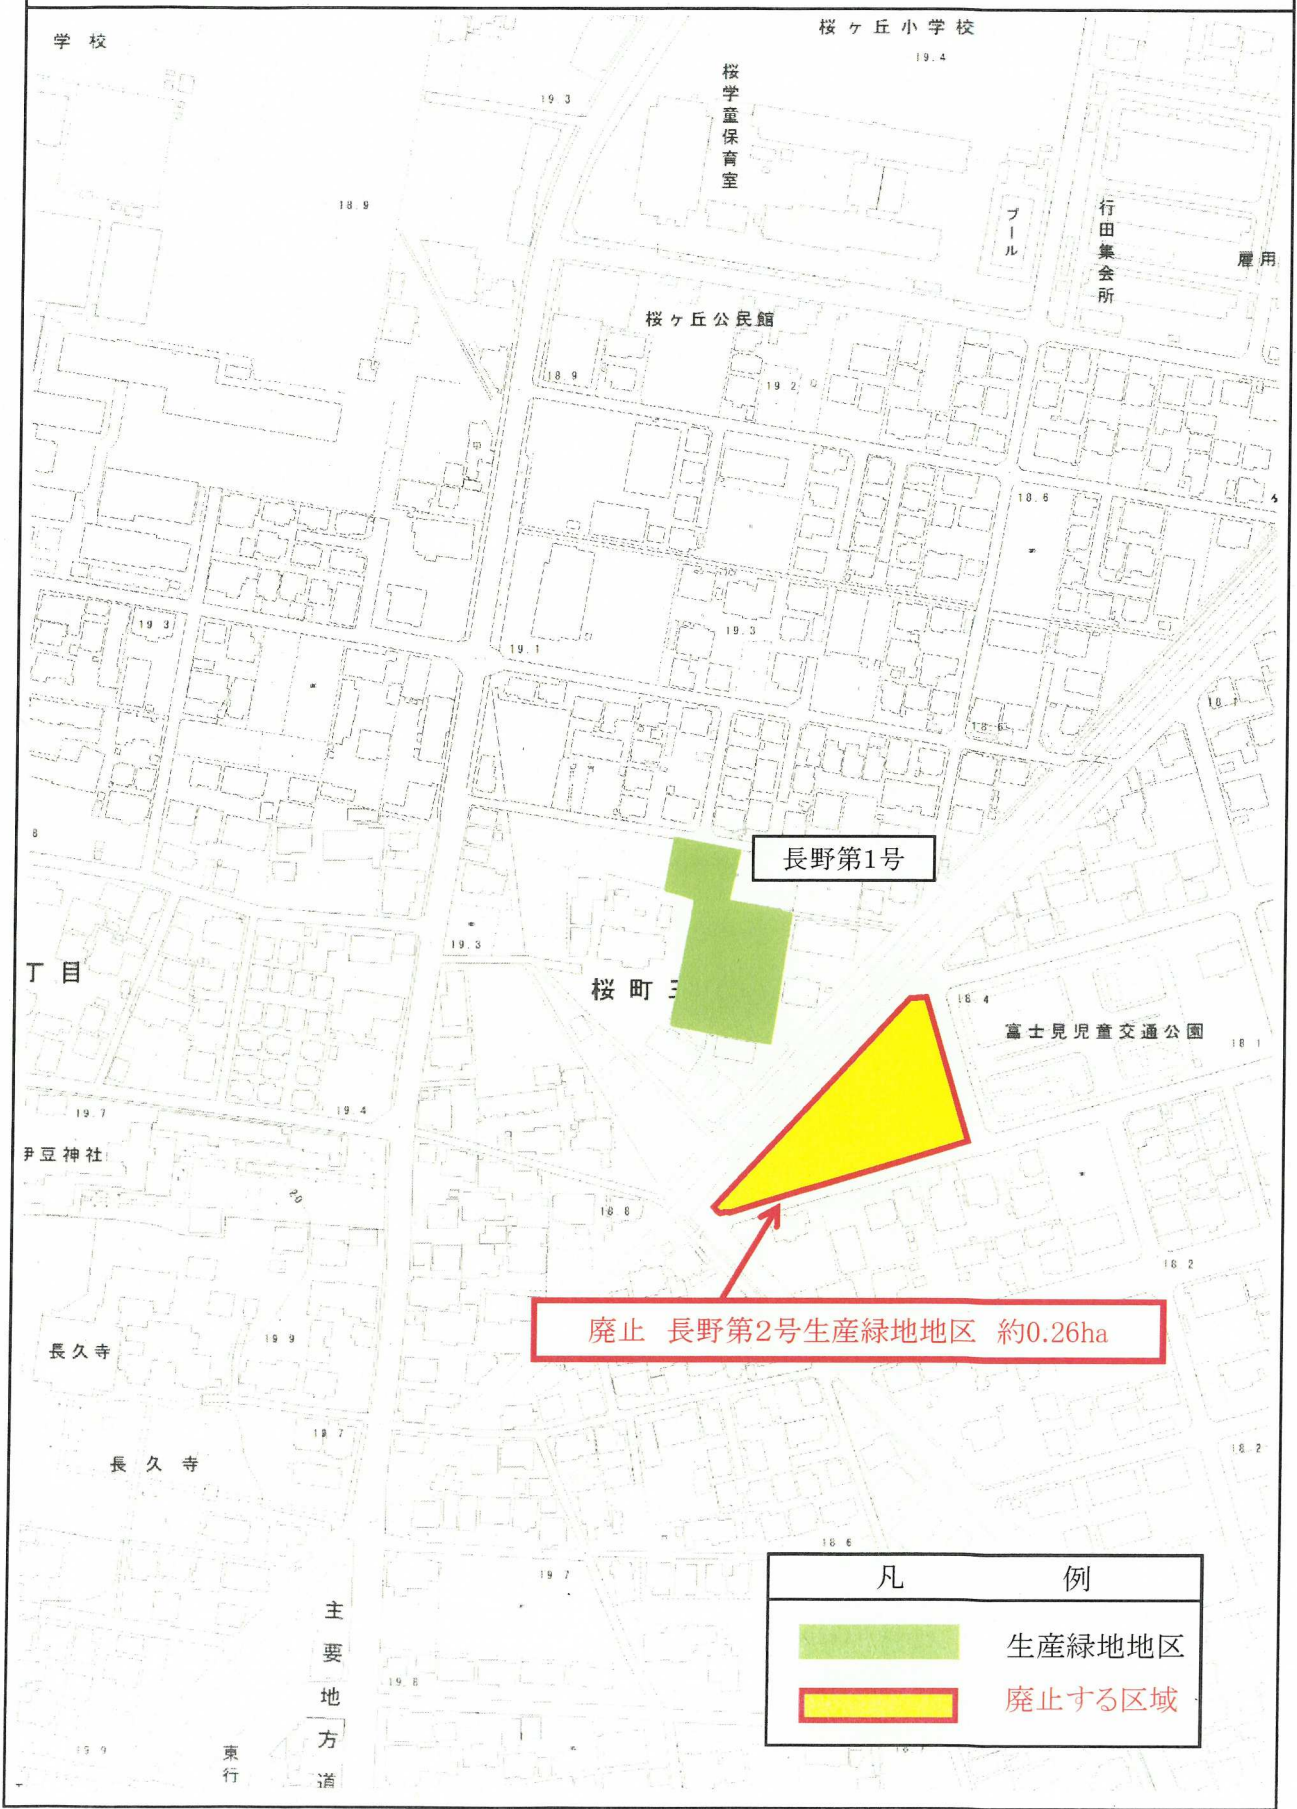 学校
桜ヶ丘小学校
19.4
19.3
桜学童保育室
18.9
プール
行田集会所
雇用
桜ヶ丘公民館
18.9
19.2
18.6
19.3
19.3
19.1
18.6
18.1
8
長野第1号
19.3
丁目
桜町三
18.4
富士見児童交通公園
18.1
19.7
19.4
伊豆神社
20
18.8
18.2
廃止 長野第2号生産緑地地区 約0.26ha
19.9
長久寺
19.7
18.2
長久寺
18.6
19.7
凡例
生産緑地地区
廃止する区域
主要地方道
19.8
19.9
東行